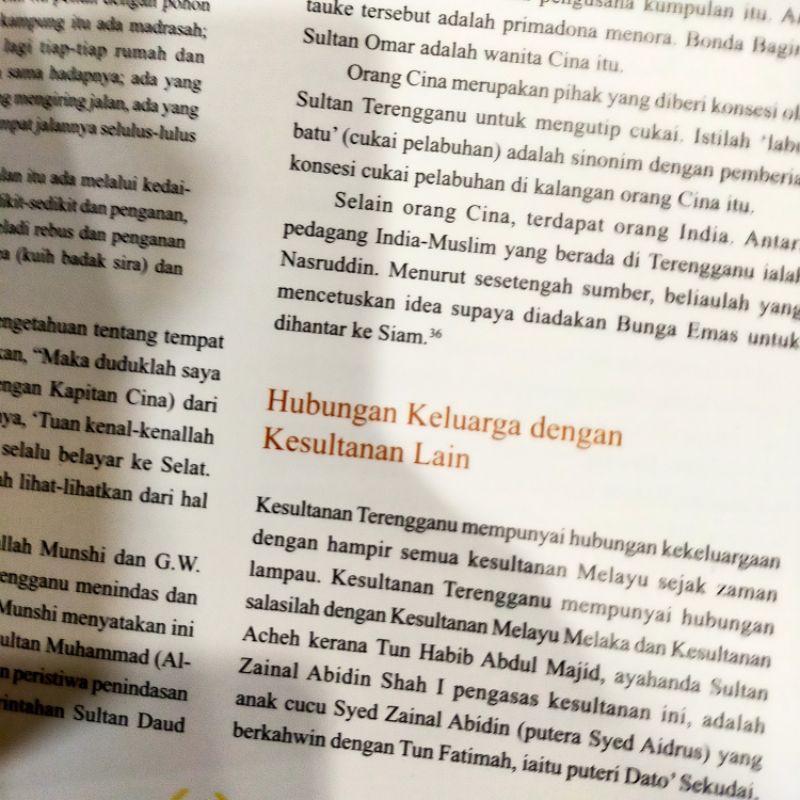 dengan pohon
kampung itu ada madrasah;
lagi tiap-tiap rumah dan
sama hadapnya; ada yang
mengiring jalan, ada yang
jalannya selulus-lulus
itu ada melalui kedai-
dikit-sedikit dan penganan,
rebus dan penganan
(kuih badak sira) dan
tentang tempat
“Maka duduklah saya
Kapitan Cina) dari
‘Tuan kenal-kenallah
selalu belayar ke Selat.
lihat-lihatkan dari hal
Munshi dan G.W.
menindas dan
Munshi menyatakan ini
Muhammad (Al-
peristiwa penindasan
Sultan Daud
kumpulan itu.
tauke tersebut adalah primadona menora. Bonda
Sultan Omar adalah wanita Cina itu.
Orang Cina merupakan pihak yang diberi konsesi
Sultan Terengganu untuk mengutip cukai. Istilah
batu’ (cukai pelabuhan) adalah sinonim dengan
konsesi cukai pelabuhan di kalangan orang Cina itu.
Selain orang Cina, terdapat orang India.
pedagang India-Muslim yang berada di Terengganu
Nasruddin. Menurut sesetengah sumber, beliaulah yang
mencetuskan idea supaya diadakan Bunga Emas untuk
dihantar ke Siam.³⁶
Hubungan Keluarga dengan
Kesultanan Lain
Kesultanan Terengganu mempunyai hubungan kekeluargaan
dengan hampir semua kesultanan Melayu sejak zaman
lampau. Kesultanan Terengganu mempunyai hubungan
salasilah dengan Kesultanan Melayu Melaka dan Kesultanan
Acheh kerana Tun Habib Abdul Majid, ayahanda Sultan
Zainal Abidin Shah I pengasas kesultanan ini, adalah
anak cucu Syed Zainal Abidin (putera Syed Aidrus) yang
berkahwin dengan Tun Fatimah, iaitu puteri Dato’ Sekudai.